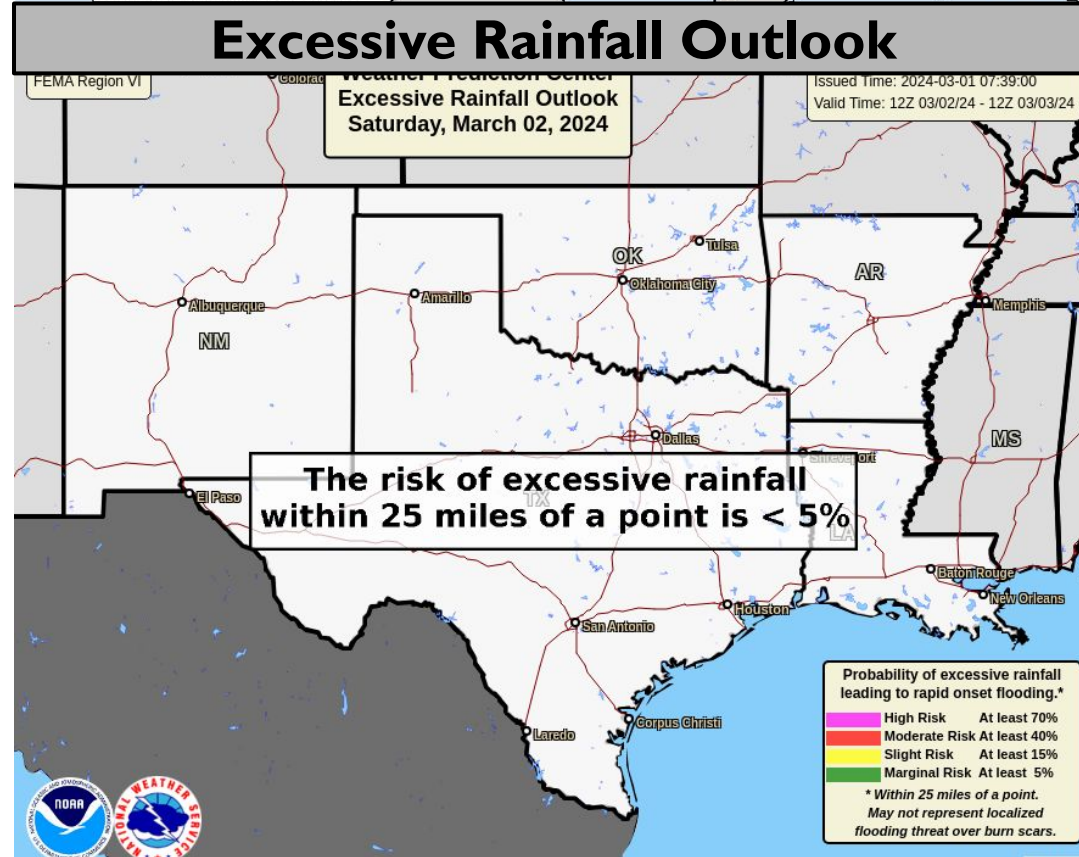 Excessive Rainfall Outlook
FEMA Region VI
Weather Prediction Center
Excessive Rainfall Outlook
Saturday, March 02, 2024
Issued Time: 2024-03-01 07:39:00
Valid Time: 12Z 03/02/24 - 12Z 03/03/24
Colorad
Tulsa
OK
Oklahoma City
AR
Albuquerque
Amarillo
Memphis
NM
Dallas
MS
Shreveport
The risk of excessive rainfall
within 25 miles of a point is < 5%
TX
El Paso
LA
Baton Rouge
New Orleans
Houston
San Antonio
Corpus Christi
Laredo
Probability of excessive rainfall
leading to rapid onset flooding.*
High Risk At least 70%
Moderate Risk At least 40%
Slight Risk At least 15%
Marginal Risk At least 5%
* Within 25 miles of a point.
May not represent localized
flooding threat over burn scars.
NOAA
NATIONAL WEATHER SERVICE